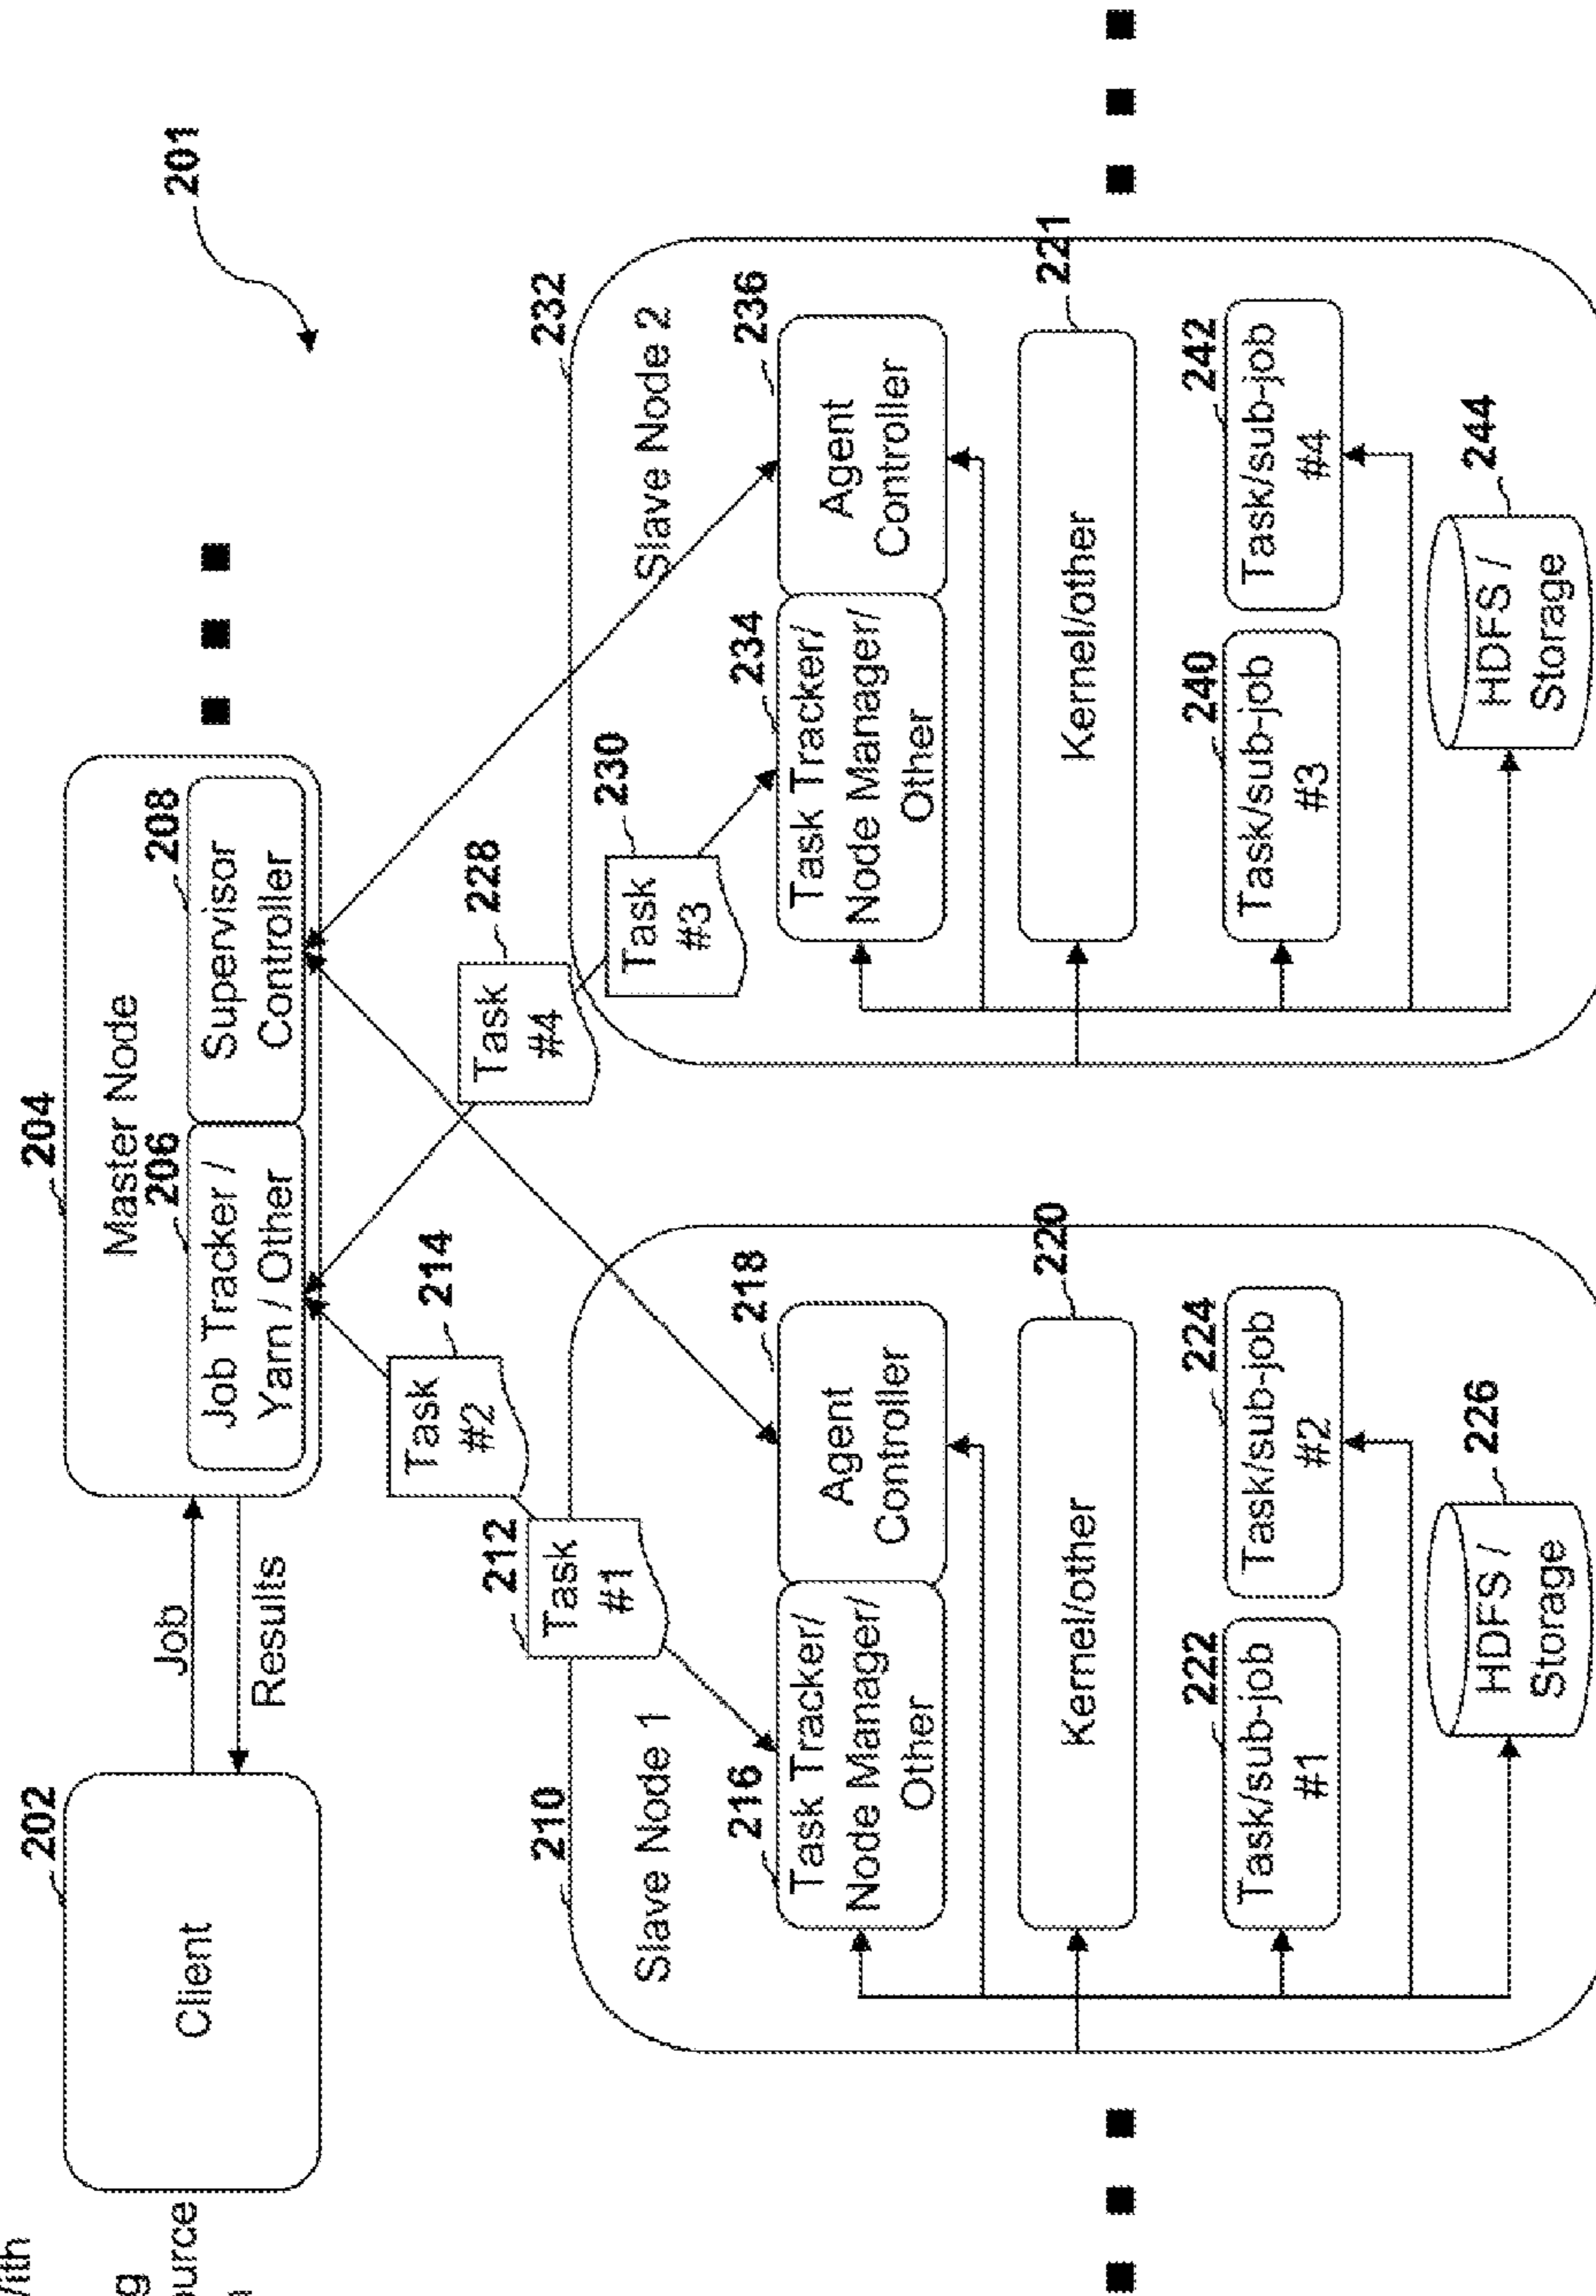 202
Client
Job
Results
204
Master Node
206
Job Tracker /
Yarn / Other
208
Supervisor
Controller
201
214
Task
#2
212
Task
#1
228
Task
#4
230
Task
#3
210
Slave Node 1
216
Task Tracker/
Node Manager/
Other
218
Agent
Controller
220
Kernel/other
222
Task/sub-job
#1
224
Task/sub-job
#2
226
HDFS /
Storage
232
Slave Node 2
234
Task Tracker/
Node Manager/
Other
236
Agent
Controller
221
Kernel/other
240
Task/sub-job
#3
242
Task/sub-job
#4
244
HDFS /
Storage